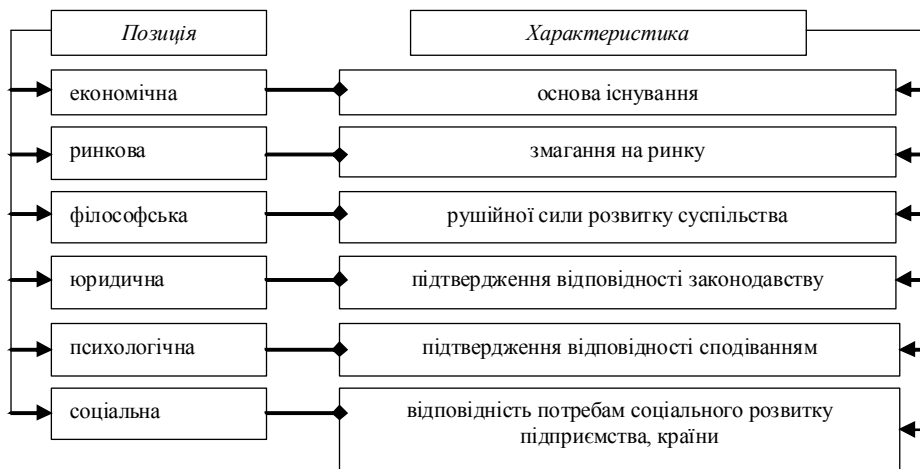 Позиція
Характеристика
економічна
основа існування
ринкова
змагання на ринку
філософська
рушійної сили розвитку суспільства
юридична
підтвердження відповідності законодавству
психологічна
підтвердження відповідності сподіванням
соціальна
відповідність потребам соціального розвитку
підприємства, країни